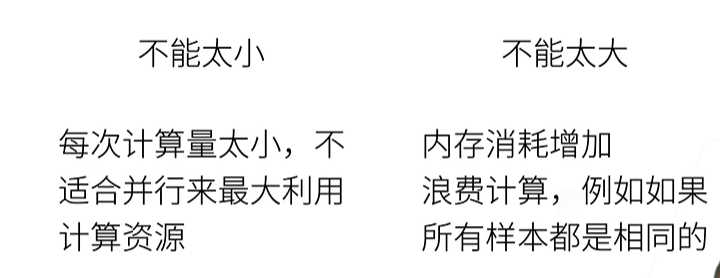 不能太小
每次计算量太小，不
适合并行来最大利用
计算资源
不能太大
内存消耗增加
浪费计算，例如如果
所有样本都是相同的